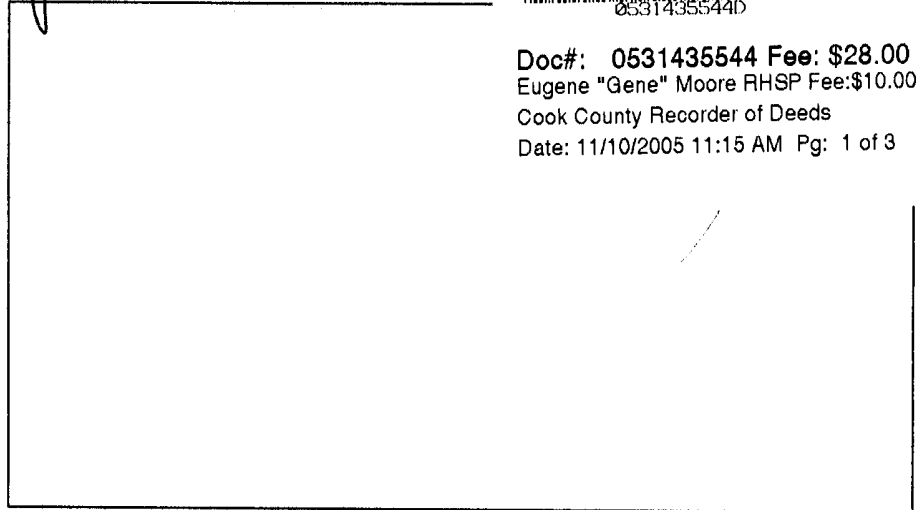 0531435544D
Doc#: 0531435544 Fee: $28.00
Eugene "Gene" Moore RHSP Fee:$10.00
Cook County Recorder of Deeds
Date: 11/10/2005 11:15 AM Pg: 1 of 3